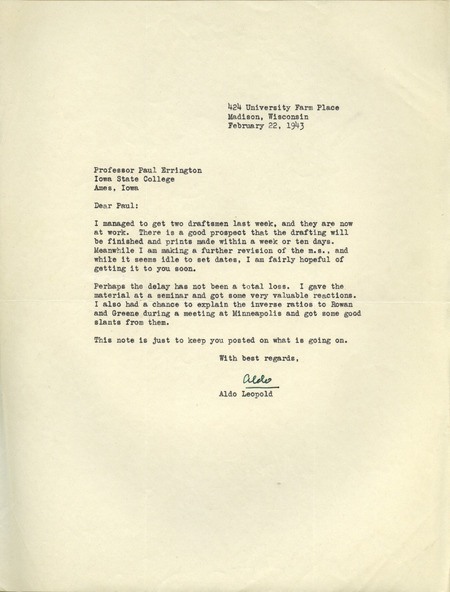 424 University Farm Place
Madison, Wisconsin
February 22, 1943
Professor Paul Errington
Iowa State College
Ames, Iowa
Dear Paul:
I managed to get two draftsmen last week, and they are now
at work. There is a good prospect that the drafting will
be finished and prints made within a week or ten days.
Meanwhile I am making a further revision of the m.s., and
while it seems idle to set dates, I am fairly hopeful of
getting it to you soon.
Perhaps the delay has not been a total loss. I gave the
material at a seminar and got some very valuable reactions.
I also had a chance to explain the inverse ratios to Rowan
and Greene during a meeting at Minneapolis and got some good
slants from them.
This note is just to keep you posted on what is going on.
With best regards,
Aldo
Aldo Leopold